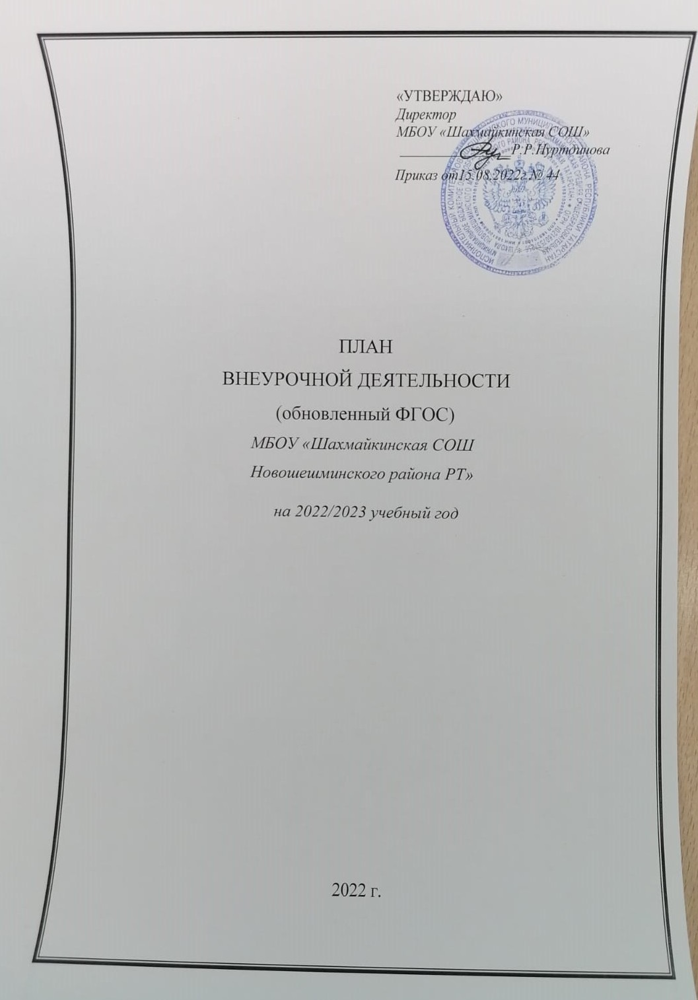 «УТВЕРЖДАЮ»
Директор
МБОУ «Шахмайкинская СОШ»
Р.Р.Нуртдинова
Приказ от15.08.2022г.№ 44
ПЛАН
ВНЕУРОЧНОЙ ДЕЯТЕЛЬНОСТИ
(обновленный ФГОС)
МБОУ «Шахмайкинская СОШ
Новошешминского района РТ»
на 2022/2023 учебный год
2022 г.